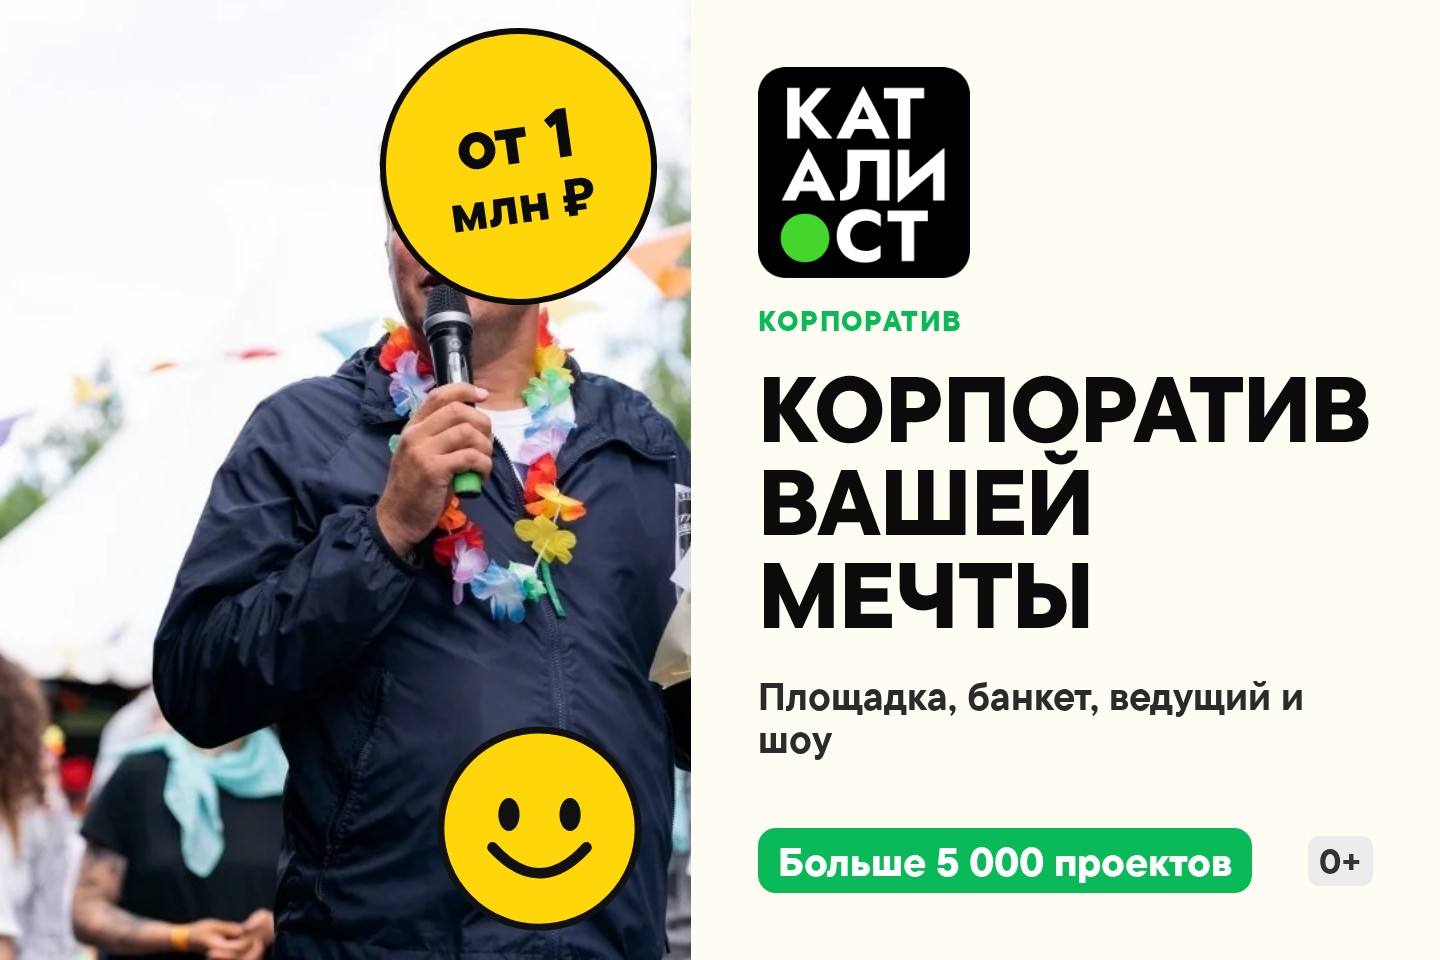 от 1
млн ₽
КАТ
АЛИ
СТ
КОРПОРАТИВ
КОРПОРАТИВ
ВАШЕЙ
МЕЧТЫ
Площадка, банкет, ведущий и
шоу
Больше 5 000 проектов
0+